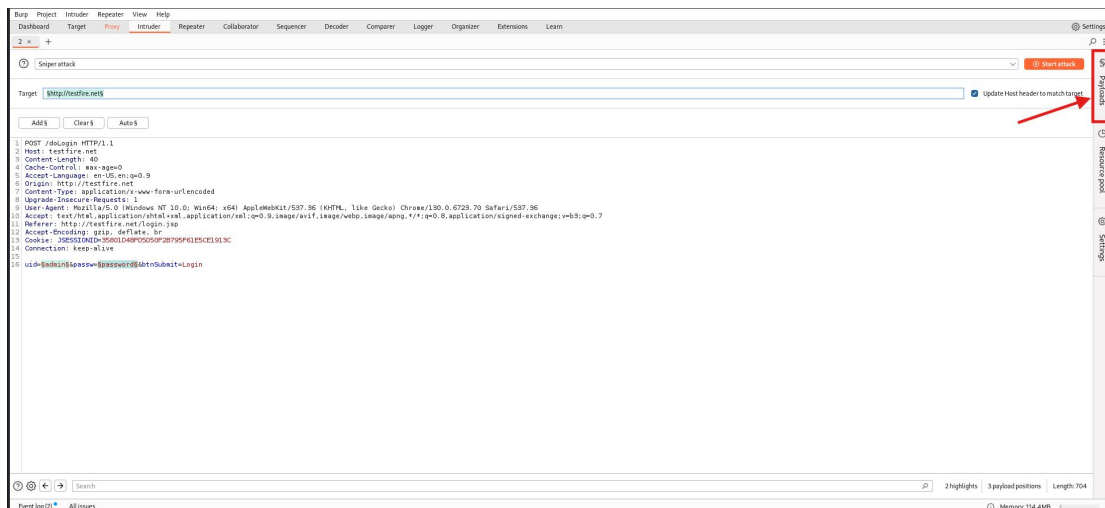 Burp Project Intruder Repeater View Help
Dashboard Target Proxy Intruder Repeater Collaborator Sequencer Decoder Comparer Logger Organizer Extensions Learn Settings
2 × +
Sniper attack Start attack
Target §http://testfire.net§ Update Host header to match target
Add § Clear § Auto §
1 POST /doLogin HTTP/1.1
2 Host: testfire.net
3 Content-Length: 40
4 Cache-Control: max-age=0
5 Accept-Language: en-US,en;q=0.9
6 Origin: http://testfire.net
7 Content-Type: application/x-www-form-urlencoded
8 Upgrade-Insecure-Requests: 1
9 User-Agent: Mozilla/5.0 (Windows NT 10.0; Win64; x64) AppleWebKit/537.36 (KHTML, like Gecko) Chrome/130.0.6723.70 Safari/537.36
10 Accept: text/html,application/xhtml+xml,application/xml;q=0.9,image/avif,image/webp,image/apng,*/*;q=0.8,application/signed-exchange;v=b3;q=0.7
11 Referer: http://testfire.net/login.jsp
12 Accept-Encoding: gzip, deflate, br
13 Cookie: JSESSIONID=
14 Connection: keep-alive
15
16 uid=§admin§&passw=§password§&btnSubmit=Login
Payloads
Resource pool
Settings
Search 2 highlights 3 payload positions Length: 704
Event log (2) All issues Memory: 114.4MB